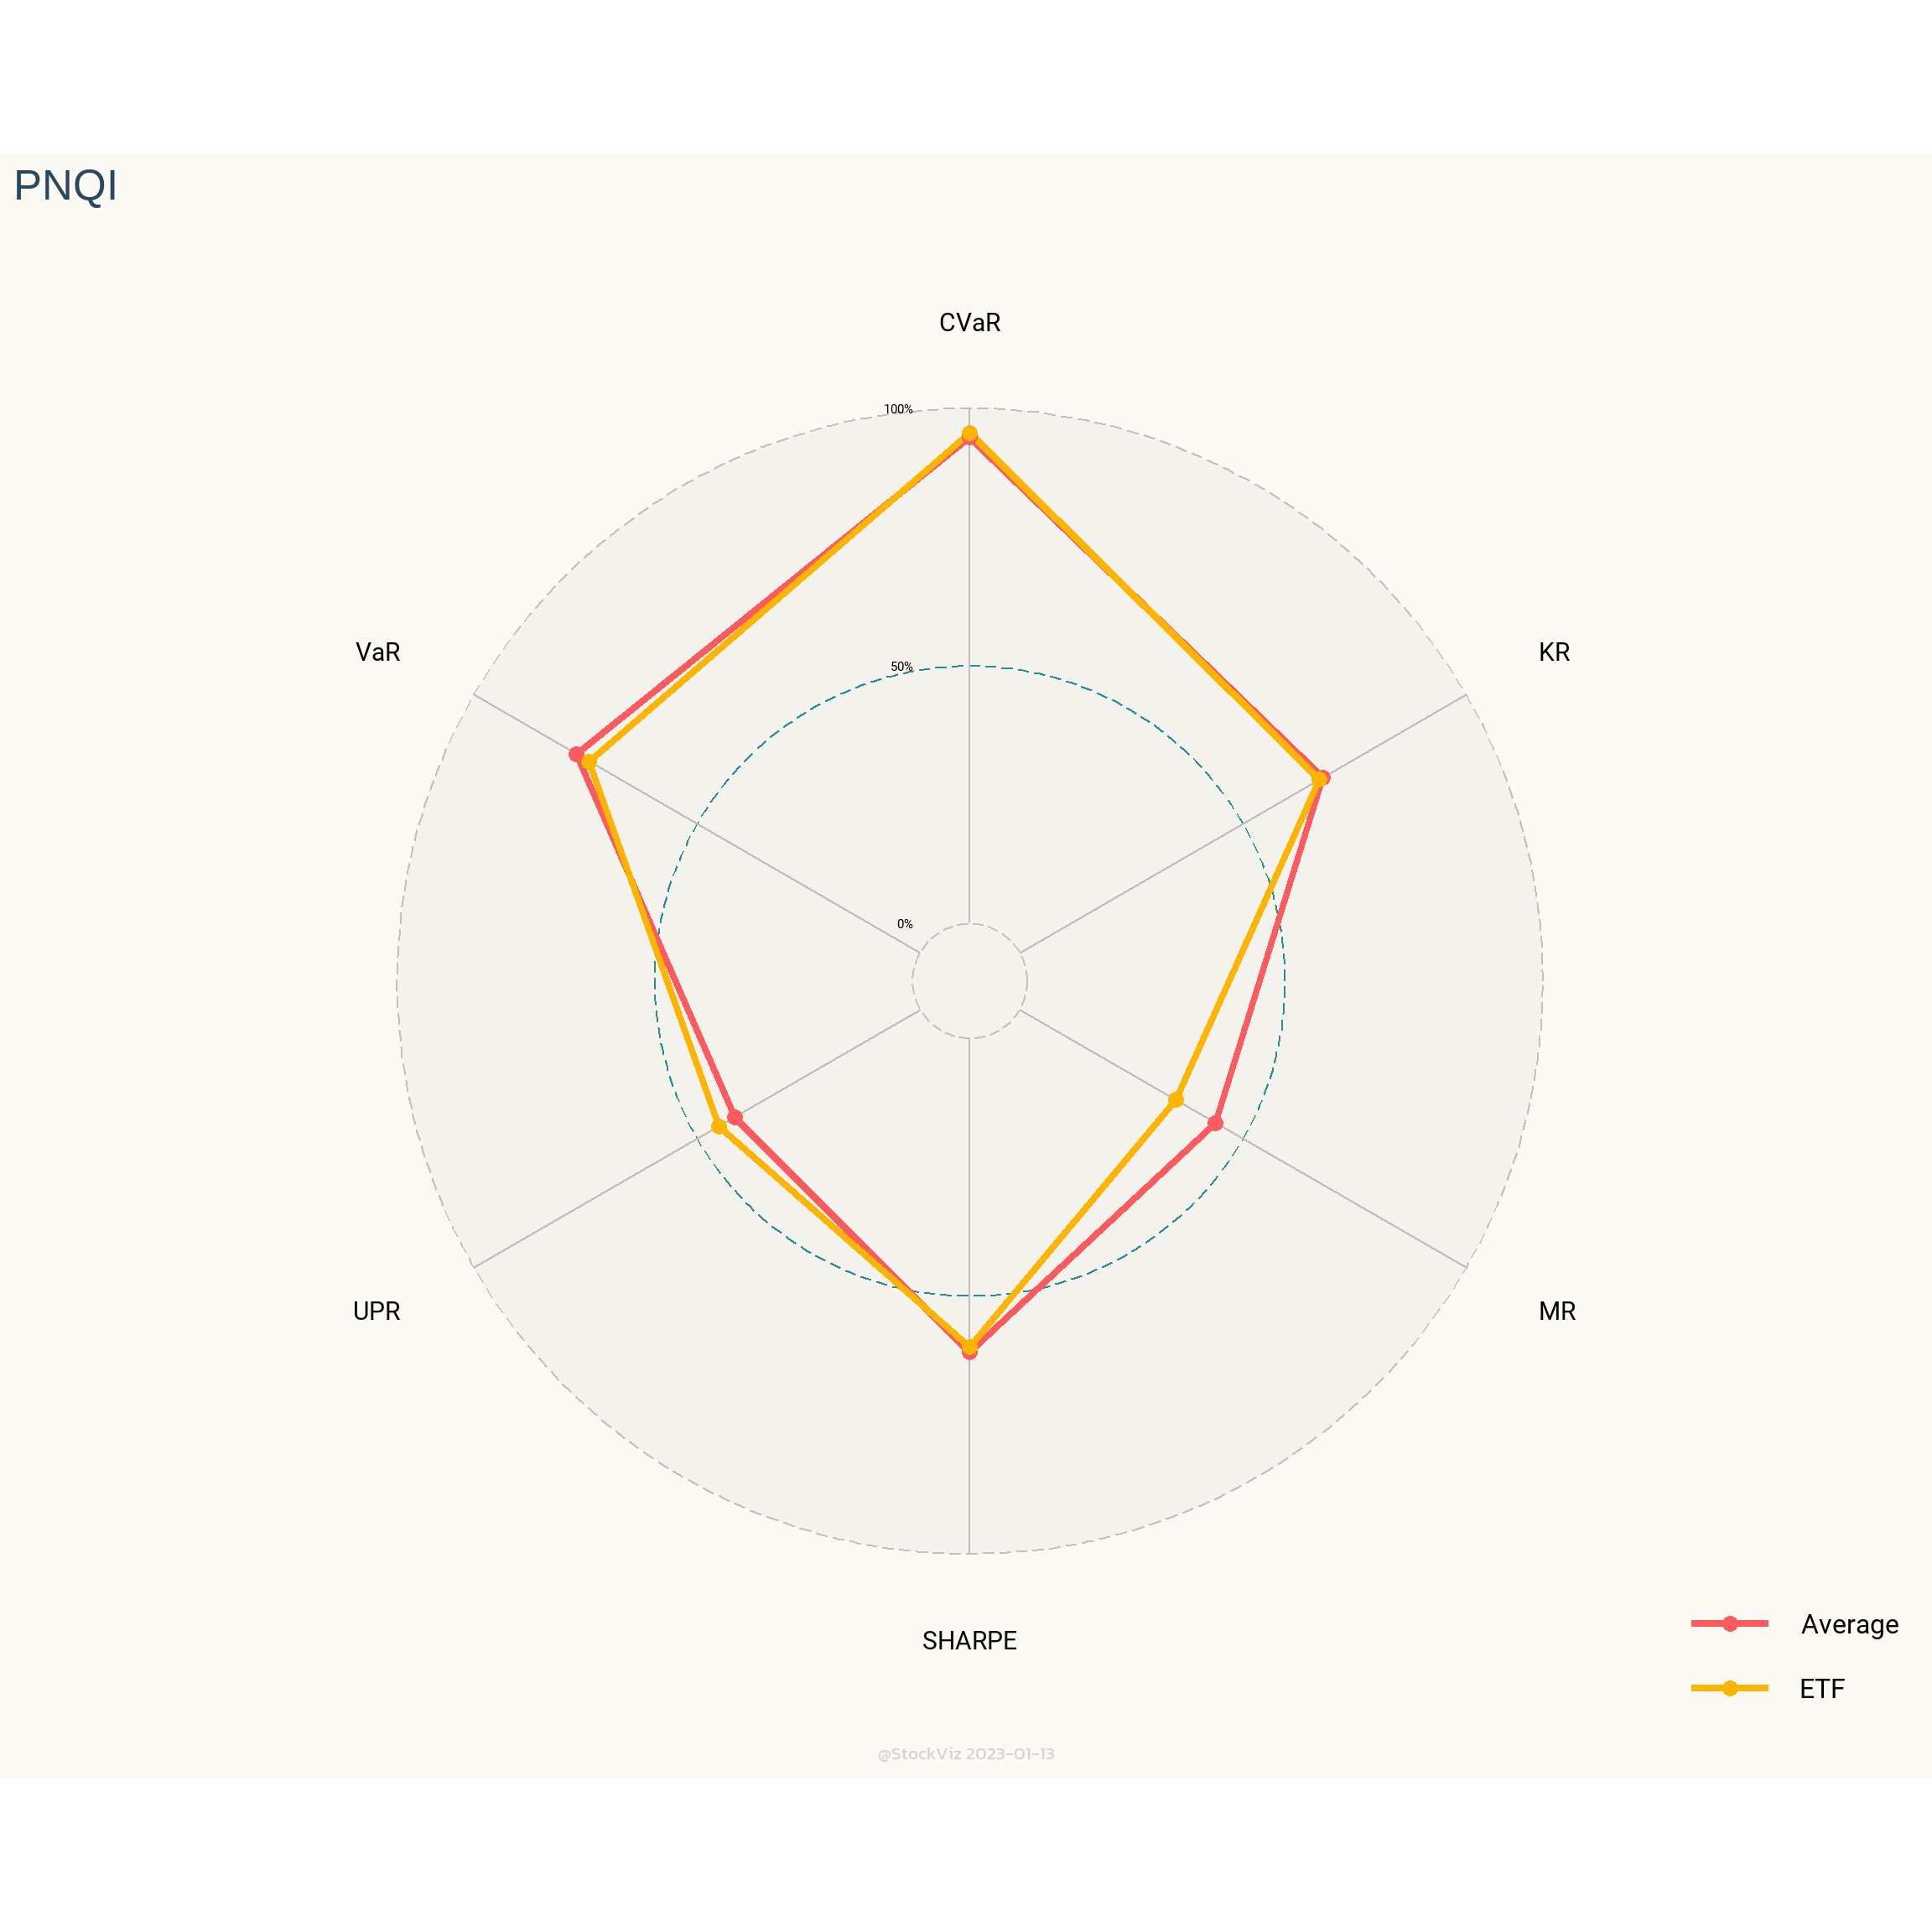 PNQI
CVaR
100%
VaR
KR
50%
0%
UPR
MR
SHARPE
Average
ETF
@StockViz 2023-01-13